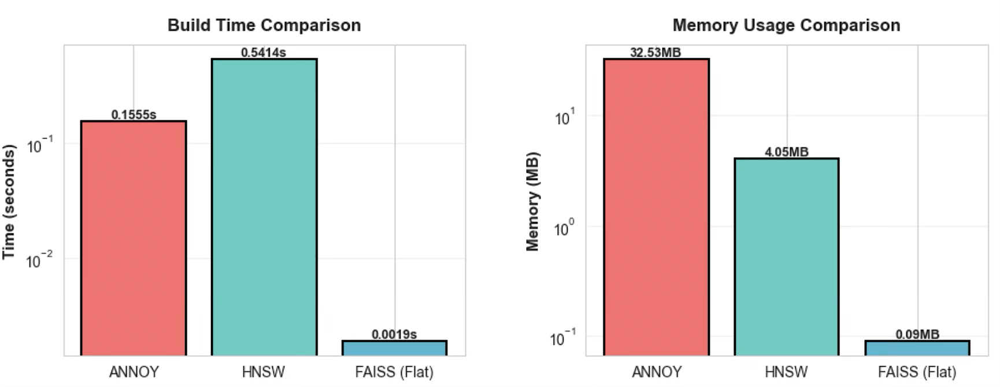 Build Time Comparison
Time (seconds)
10⁻¹
10⁻²
0.1555s
0.5414s
0.0019s
ANNOY
HNSW
FAISS (Flat)
Memory Usage Comparison
Memory (MB)
10¹
10⁰
10⁻¹
32.53MB
4.05MB
0.09MB
ANNOY
HNSW
FAISS (Flat)